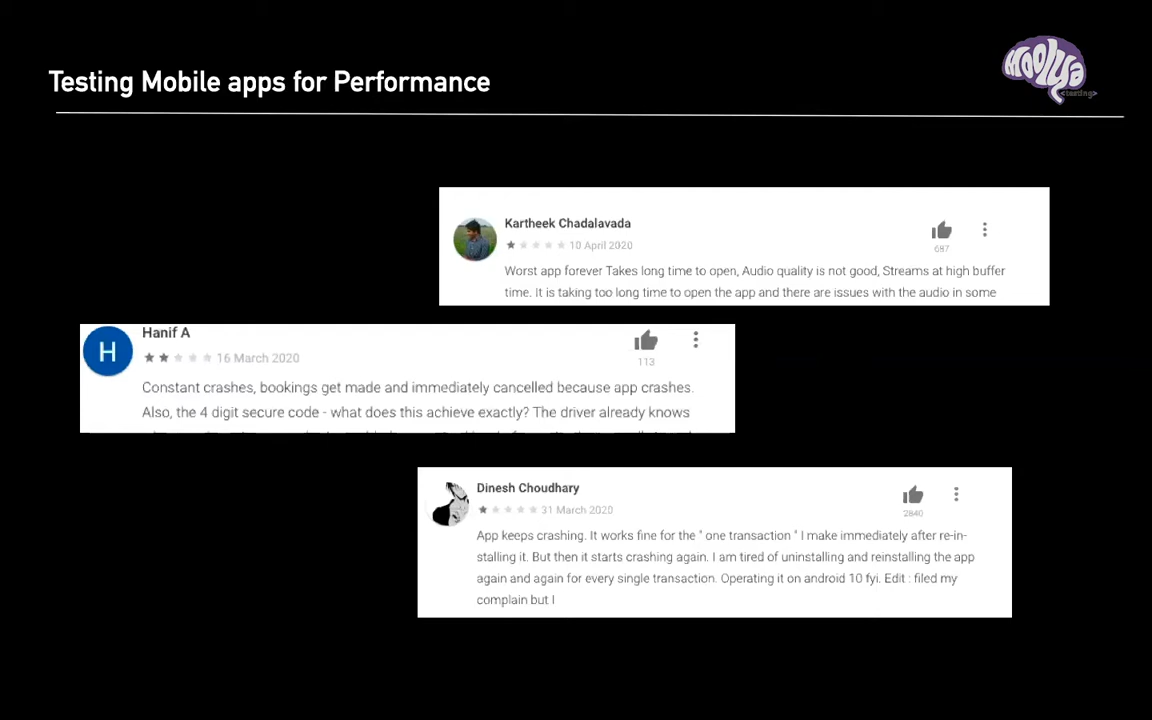 Testing Mobile apps for Performance
Moolya
<testing>
Kartheek Chadalavada
10 April 2020
687
Worst app forever Takes long time to open, Audio quality is not good, Streams at high buffer
time. It is taking too long time to open the app and there are issues with the audio in some
H
Hanif A
16 March 2020
113
Constant crashes, bookings get made and immediately cancelled because app crashes.
Also, the 4 digit secure code - what does this achieve exactly? The driver already knows
Dinesh Choudhary
31 March 2020
2840
App keeps crashing. It works fine for the " one transaction " I make immediately after re-in-
stalling it. But then it starts crashing again. I am tired of uninstalling and reinstalling the app
again and again for every single transaction. Operating it on android 10 fyi. Edit : filed my
complain but I